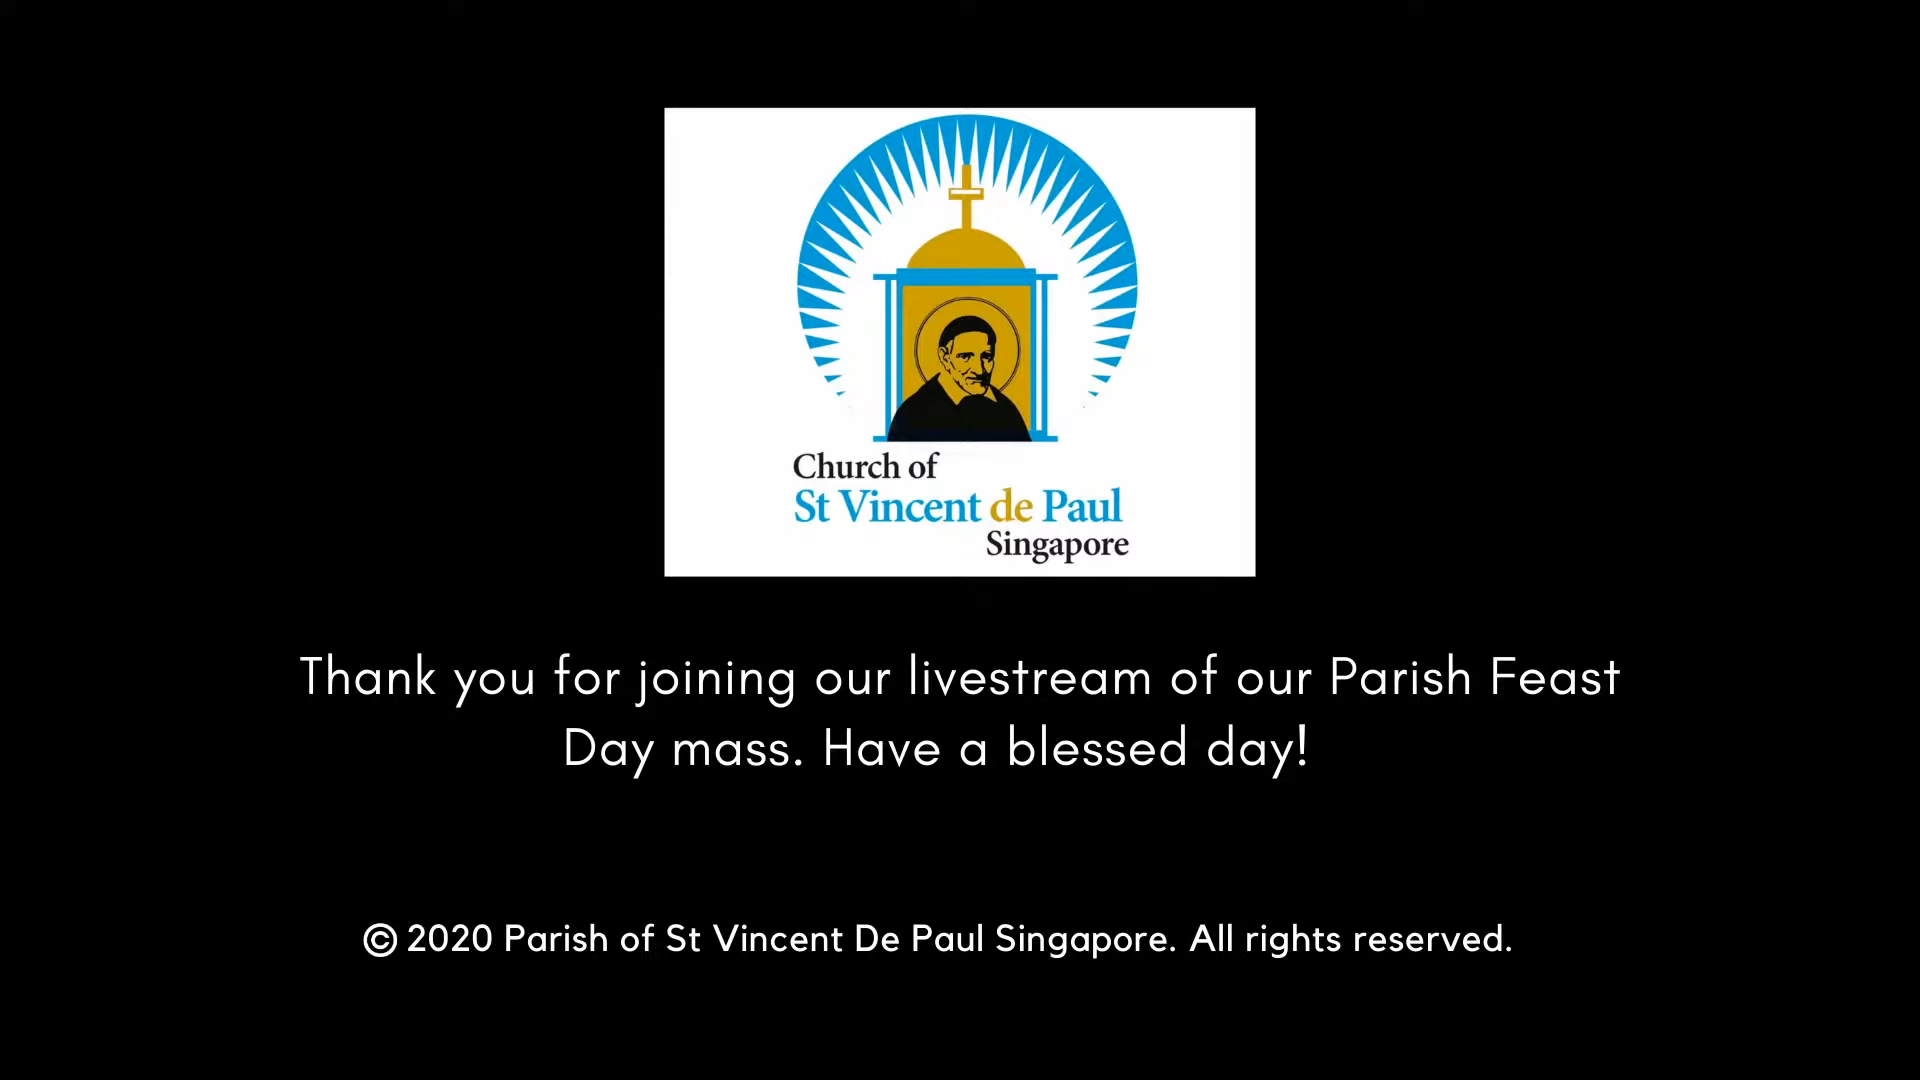 Church of
St Vincent de Paul
Singapore
Thank you for joining our livestream of our Parish Feast
Day mass. Have a blessed day!
© 2020 Parish of St Vincent De Paul Singapore. All rights reserved.